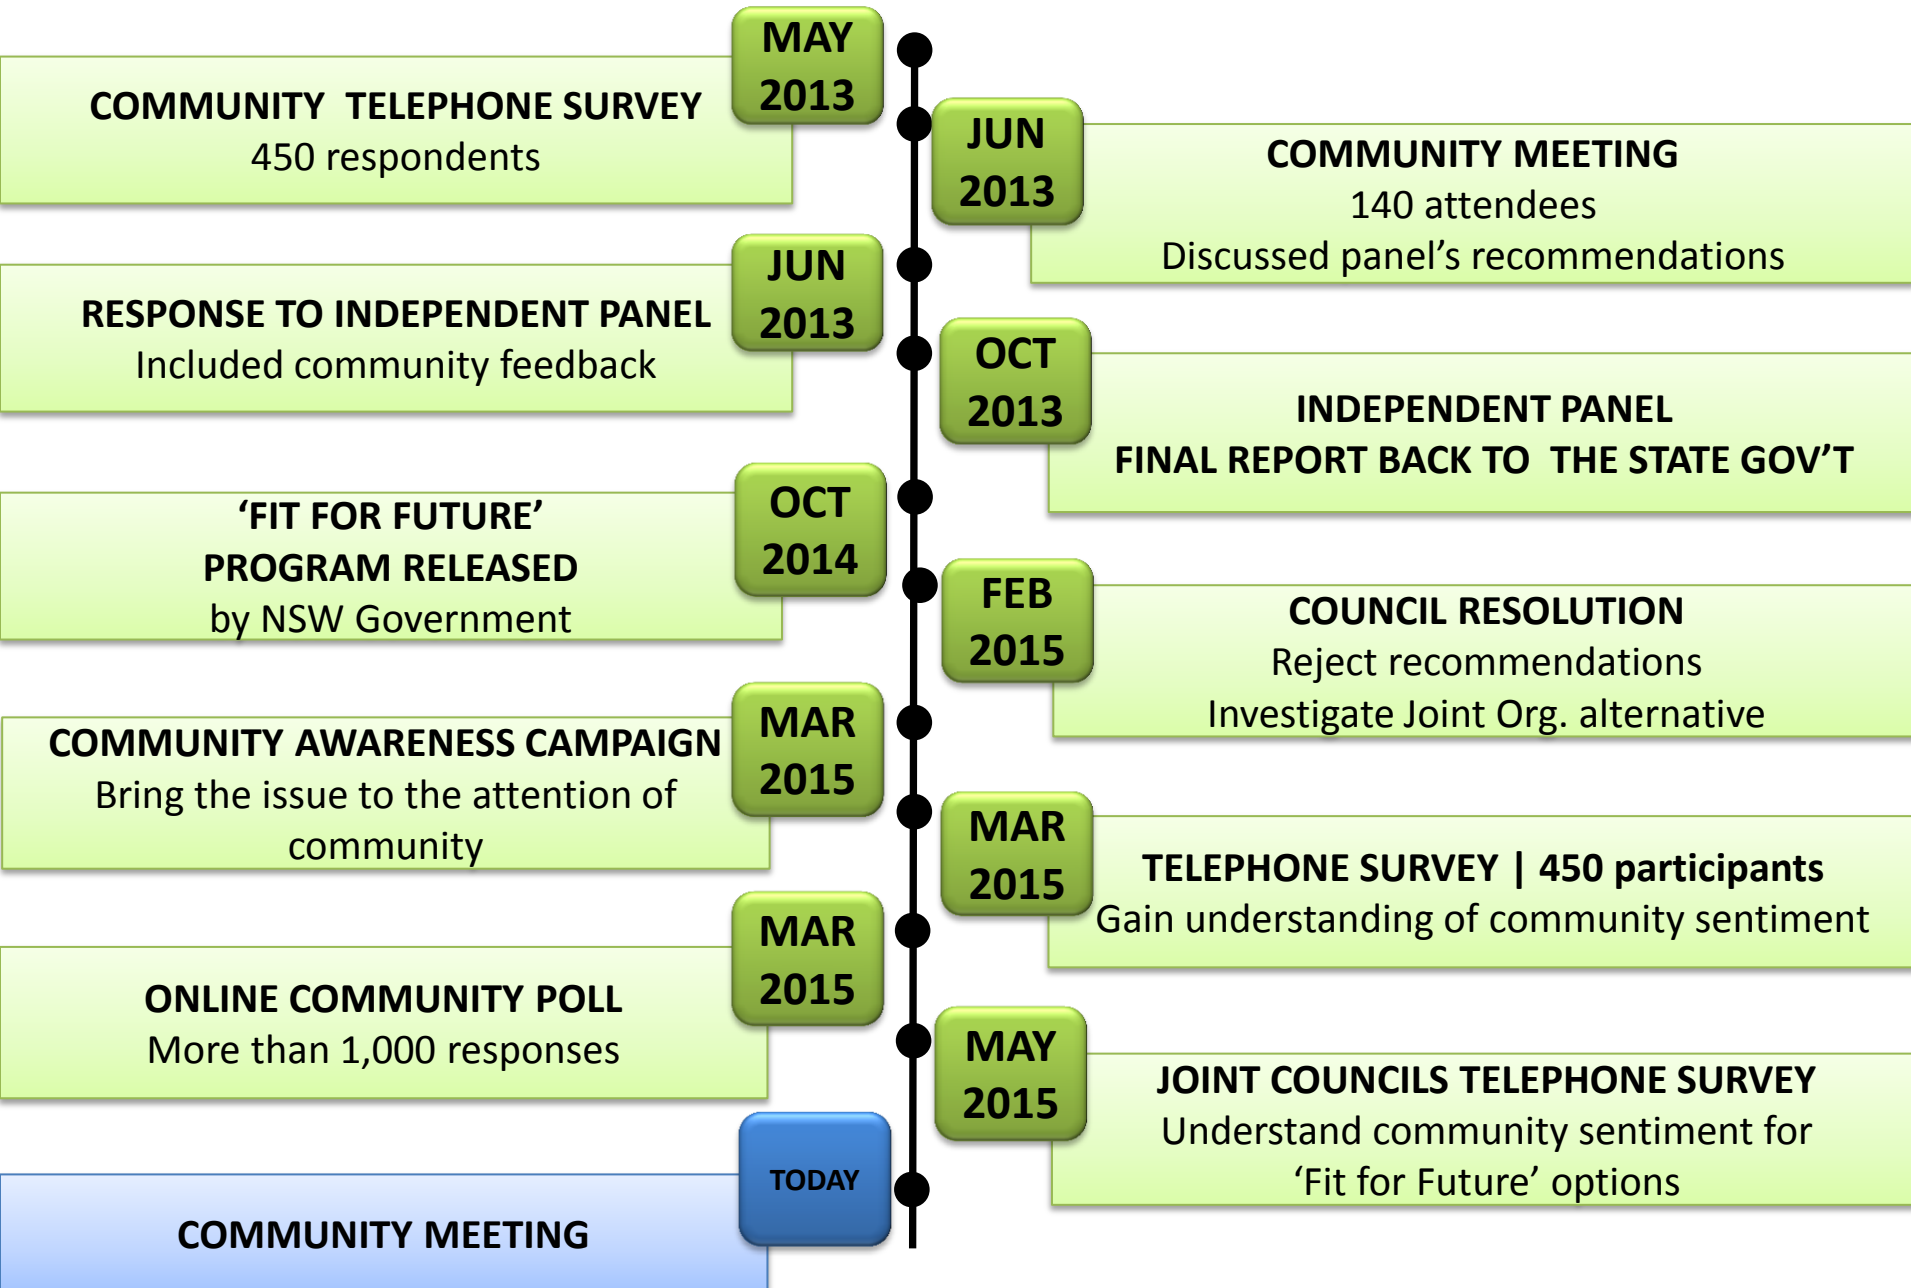 MAY
2013
COMMUNITY TELEPHONE SURVEY
450 respondents
JUN
2013
COMMUNITY MEETING
140 attendees
Discussed panel’s recommendations
JUN
2013
RESPONSE TO INDEPENDENT PANEL
Included community feedback
OCT
2013
INDEPENDENT PANEL
FINAL REPORT BACK TO THE STATE GOV’T
OCT
2014
‘FIT FOR FUTURE’
PROGRAM RELEASED
by NSW Government
FEB
2015
COUNCIL RESOLUTION
Reject recommendations
Investigate Joint Org. alternative
MAR
2015
COMMUNITY AWARENESS CAMPAIGN
Bring the issue to the attention of
community
MAR
2015
TELEPHONE SURVEY | 450 participants
Gain understanding of community sentiment
MAR
2015
ONLINE COMMUNITY POLL
More than 1,000 responses
MAY
2015
JOINT COUNCILS TELEPHONE SURVEY
Understand community sentiment for
‘Fit for Future’ options
TODAY
COMMUNITY MEETING